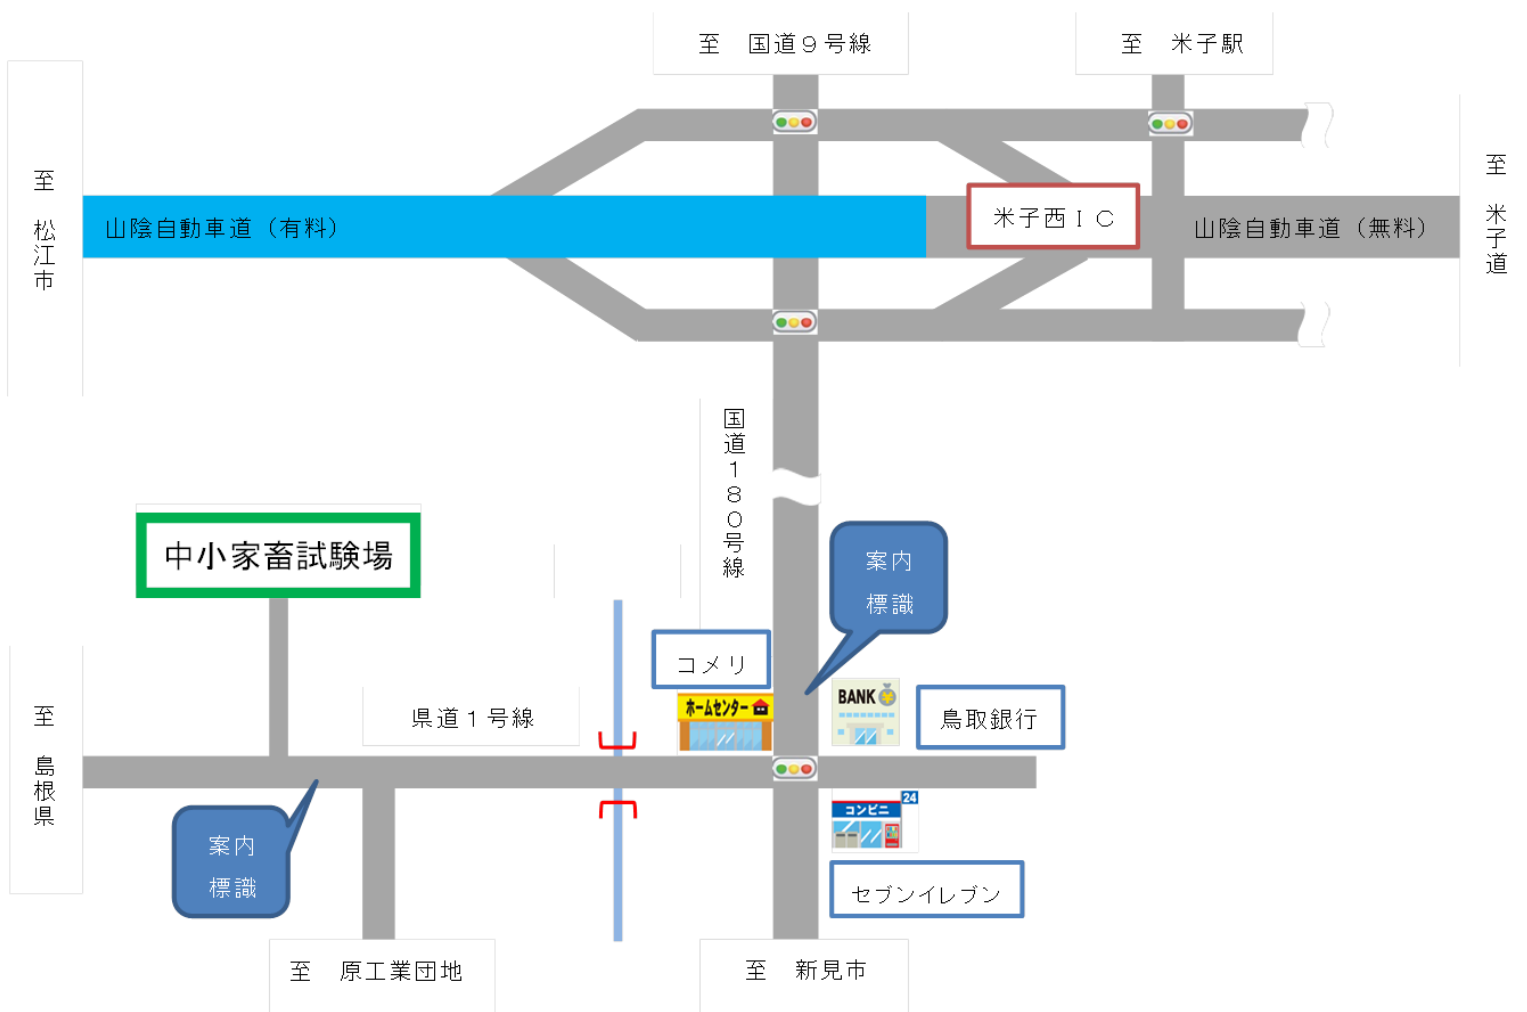 至　国道９号線
至　米子駅
至　松江市
山陰自動車道（有料）
米子西ＩＣ
山陰自動車道（無料）
至　米子道
国道１８０号線
中小家畜試験場
案内
標識
コメリ
ホームセンター
BANK
鳥取銀行
至　島根県
県道１号線
24
コンビニ
案内
標識
セブンイレブン
至　原工業団地
至　新見市